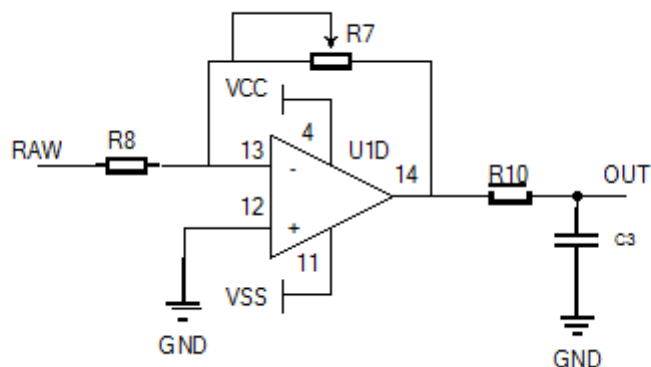 R7
VCC
4
U1D
R8
RAW
13
-
14
R10
OUT
12
+
C3
11
VSS
GND
GND